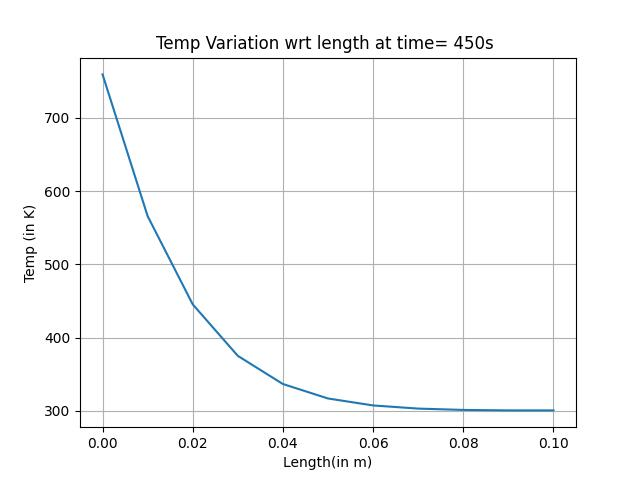 Temp Variation wrt length at time= 450s
700
600
500
400
300
Temp (in K)
0.00 0.02 0.04 0.06 0.08 0.10
Length(in m)